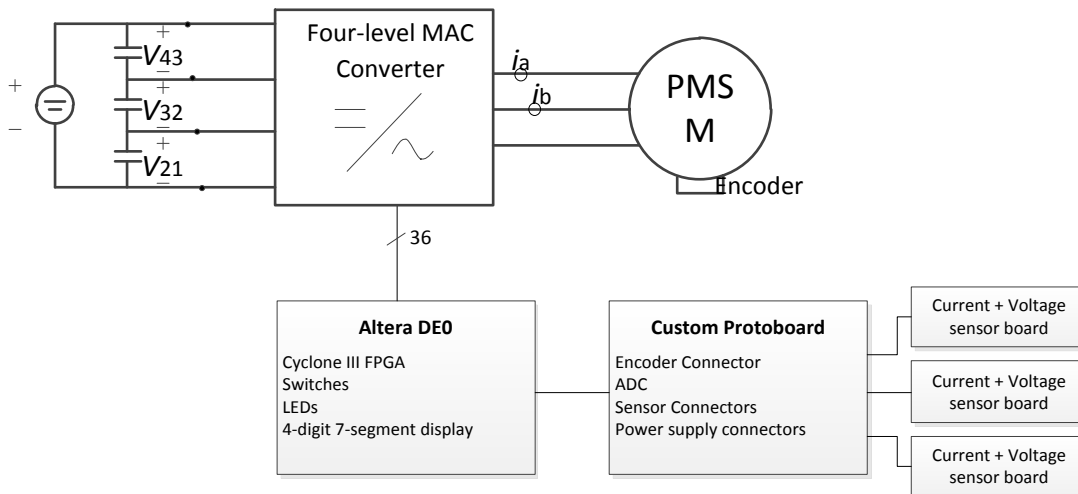 +
V43
−
+
V32
−
+
V21
−
+
−
Four-level MAC
Converter
ia
ib
PMS
M
Encoder
36
Altera DE0
Cyclone III FPGA
Switches
LEDs
4-digit 7-segment display
Custom Protoboard
Encoder Connector
ADC
Sensor Connectors
Power supply connectors
Current + Voltage
sensor board
Current + Voltage
sensor board
Current + Voltage
sensor board